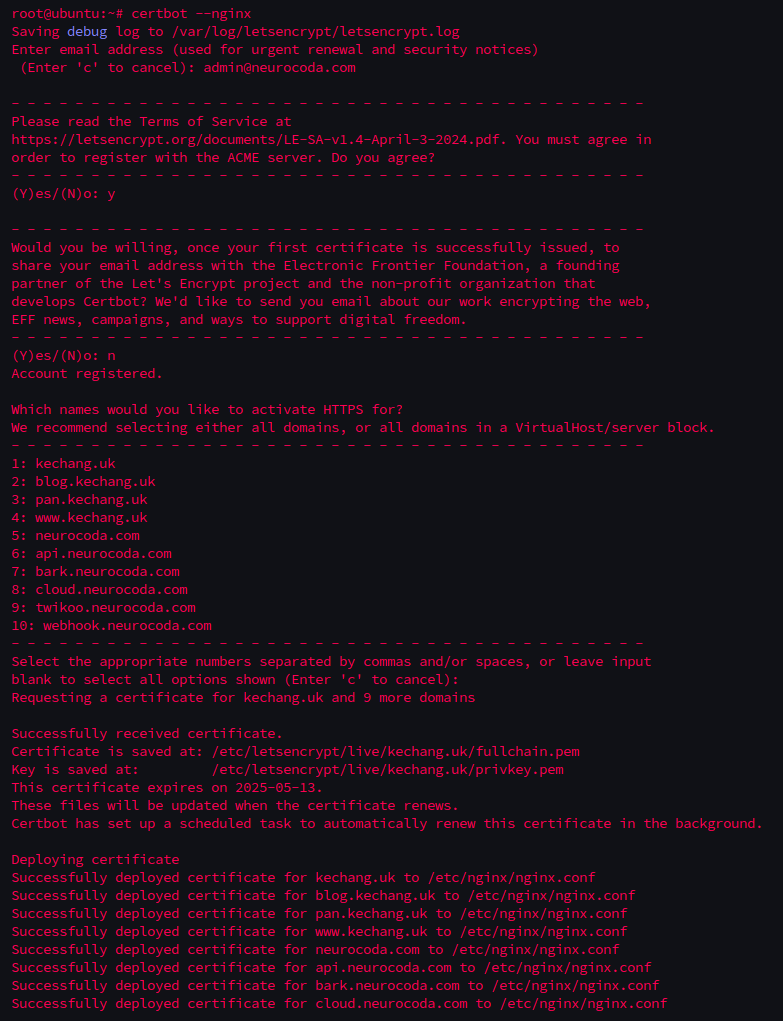 root@ubuntu:~# certbot --nginx
Saving debug log to /var/log/letsencrypt/letsencrypt.log
Enter email address (used for urgent renewal and security notices)
 (Enter 'c' to cancel): admin@neurocoda.com

- - - - - - - - - - - - - - - - - - - - - - - - - - - - - - - - - - - - - - - -
Please read the Terms of Service at
https://letsencrypt.org/documents/LE-SA-v1.4-April-3-2024.pdf. You must agree in
order to register with the ACME server. Do you agree?
- - - - - - - - - - - - - - - - - - - - - - - - - - - - - - - - - - - - - - - -
(Y)es/(N)o: y

- - - - - - - - - - - - - - - - - - - - - - - - - - - - - - - - - - - - - - - -
Would you be willing, once your first certificate is successfully issued, to
share your email address with the Electronic Frontier Foundation, a founding
partner of the Let's Encrypt project and the non-profit organization that
develops Certbot? We'd like to send you email about our work encrypting the web,
EFF news, campaigns, and ways to support digital freedom.
- - - - - - - - - - - - - - - - - - - - - - - - - - - - - - - - - - - - - - - -
(Y)es/(N)o: n
Account registered.

Which names would you like to activate HTTPS for?
We recommend selecting either all domains, or all domains in a VirtualHost/server block.
- - - - - - - - - - - - - - - - - - - - - - - - - - - - - - - - - - - - - - - -
1: kechang.uk
2: blog.kechang.uk
3: pan.kechang.uk
4: www.kechang.uk
5: neurocoda.com
6: api.neurocoda.com
7: bark.neurocoda.com
8: cloud.neurocoda.com
9: twikoo.neurocoda.com
10: webhook.neurocoda.com
- - - - - - - - - - - - - - - - - - - - - - - - - - - - - - - - - - - - - - - -
Select the appropriate numbers separated by commas and/or spaces, or leave input
blank to select all options shown (Enter 'c' to cancel):
Requesting a certificate for kechang.uk and 9 more domains

Successfully received certificate.
Certificate is saved at: /etc/letsencrypt/live/kechang.uk/fullchain.pem
Key is saved at:         /etc/letsencrypt/live/kechang.uk/privkey.pem
This certificate expires on 2025-05-13.
These files will be updated when the certificate renews.
Certbot has set up a scheduled task to automatically renew this certificate in the background.

Deploying certificate
Successfully deployed certificate for kechang.uk to /etc/nginx/nginx.conf
Successfully deployed certificate for blog.kechang.uk to /etc/nginx/nginx.conf
Successfully deployed certificate for pan.kechang.uk to /etc/nginx/nginx.conf
Successfully deployed certificate for www.kechang.uk to /etc/nginx/nginx.conf
Successfully deployed certificate for neurocoda.com to /etc/nginx/nginx.conf
Successfully deployed certificate for api.neurocoda.com to /etc/nginx/nginx.conf
Successfully deployed certificate for bark.neurocoda.com to /etc/nginx/nginx.conf
Successfully deployed certificate for cloud.neurocoda.com to /etc/nginx/nginx.conf